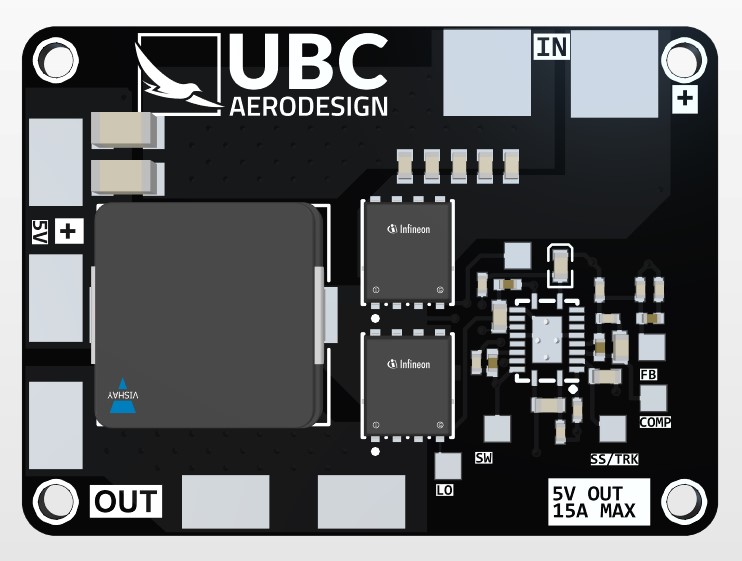 UBC
AERODESIGN
IN
+
5V
+
Infineon
Infineon
VISHAY
FB
COMP
SW
SS/TRK
LO
OUT
5V OUT
15A MAX